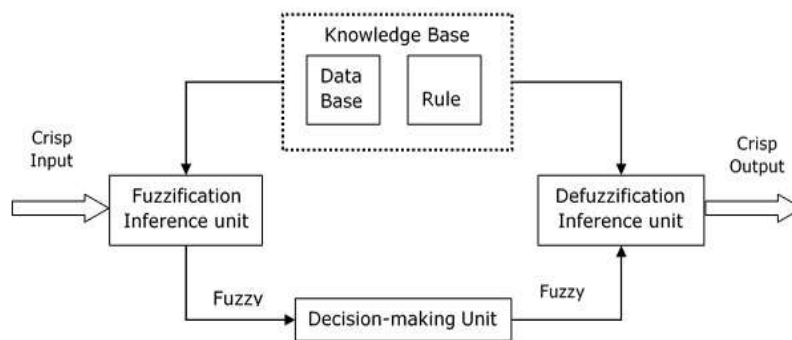 Knowledge Base
Data
Base
Rule
Crisp
Input
Fuzzification
Inference unit
Defuzzification
Inference unit
Crisp
Output
Fuzzy
Decision-making Unit
Fuzzy